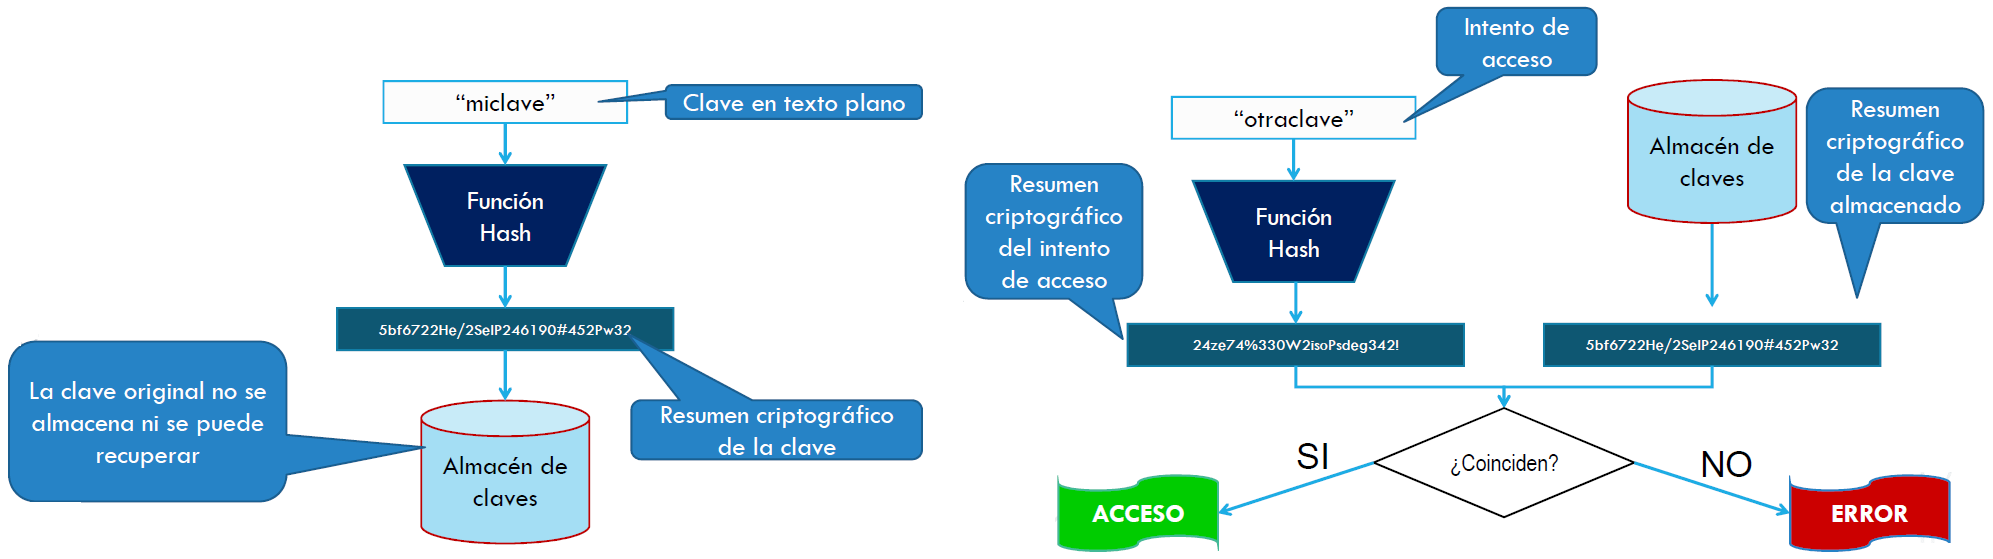 “miclave”
Clave en texto plano
Función
Hash
5bf6722He/2SelP246190#452Pw32
Resumen criptográfico
de la clave
La clave original no se
almacena ni se puede
recuperar
Almacén de
claves
Intento de
acceso
“otraclave”
Resumen
criptográfico
del intento
de acceso
Función
Hash
24ze74%330W2isoPsdeg342!
Almacén de
claves
Resumen
criptográfico
de la clave
almacenado
5bf6722He/2SelP246190#452Pw32
¿Coinciden?
SI
NO
ACCESO
ERROR